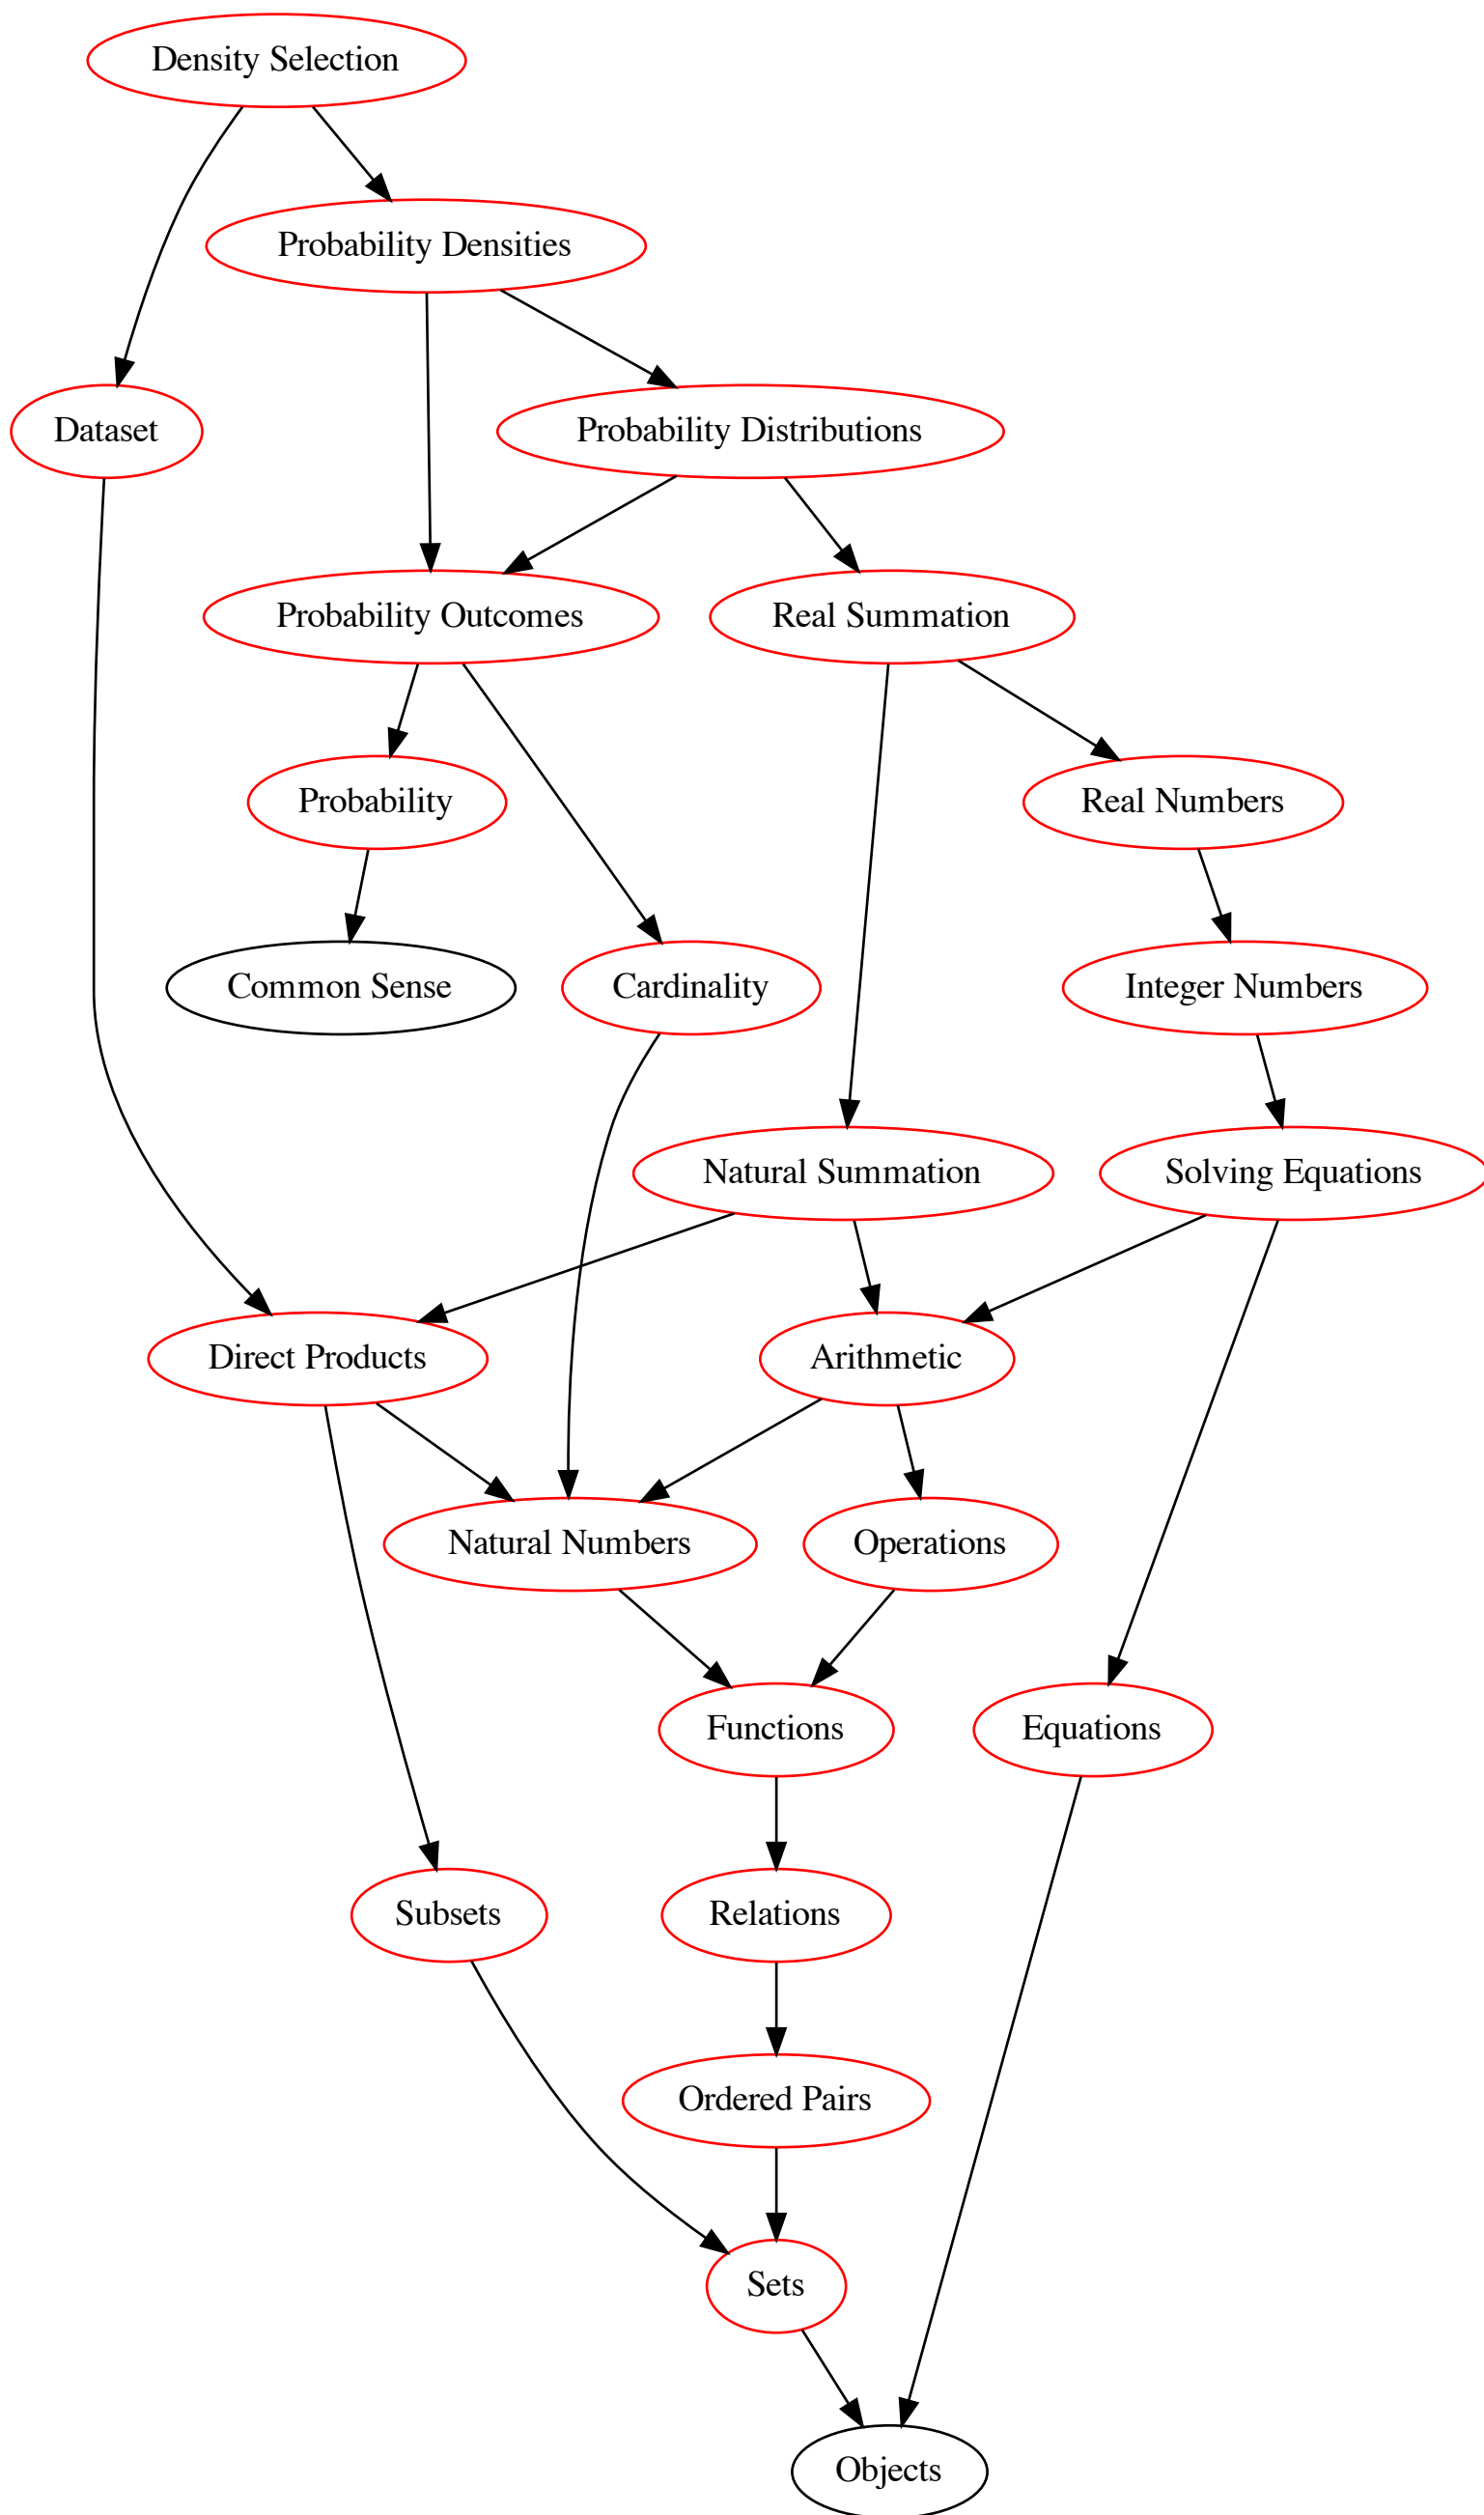 Density Selection
Probability Densities
Dataset
Probability Distributions
Probability Outcomes
Real Summation
Probability
Real Numbers
Common Sense
Cardinality
Integer Numbers
Natural Summation
Solving Equations
Direct Products
Arithmetic
Natural Numbers
Operations
Functions
Equations
Subsets
Relations
Ordered Pairs
Sets
Objects